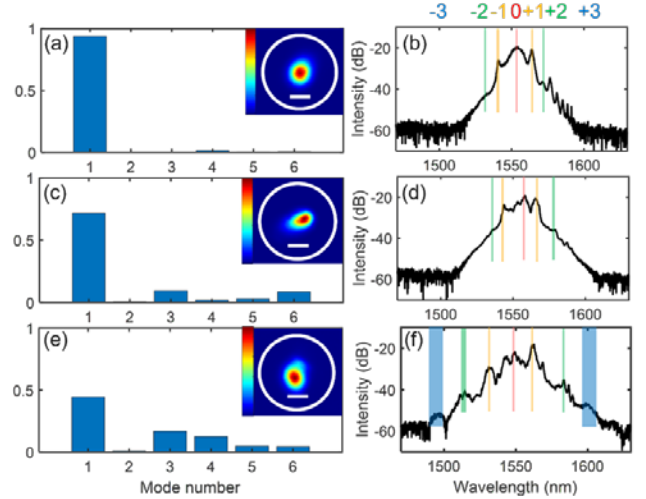 -3 -2 -1 0 +1 +2 +3
(a)
1
0.5
0
1 2 3 4 5 6
(b)
Intensity (dB)
-20
-40
-60
1500 1550 1600
(c)
1
0.5
0
1 2 3 4 5 6
(d)
Intensity (dB)
-20
-40
-60
1500 1550 1600
(e)
1
0.5
0
1 2 3 4 5 6
Mode number
(f)
Intensity (dB)
-20
-40
-60
1500 1550 1600
Wavelength (nm)